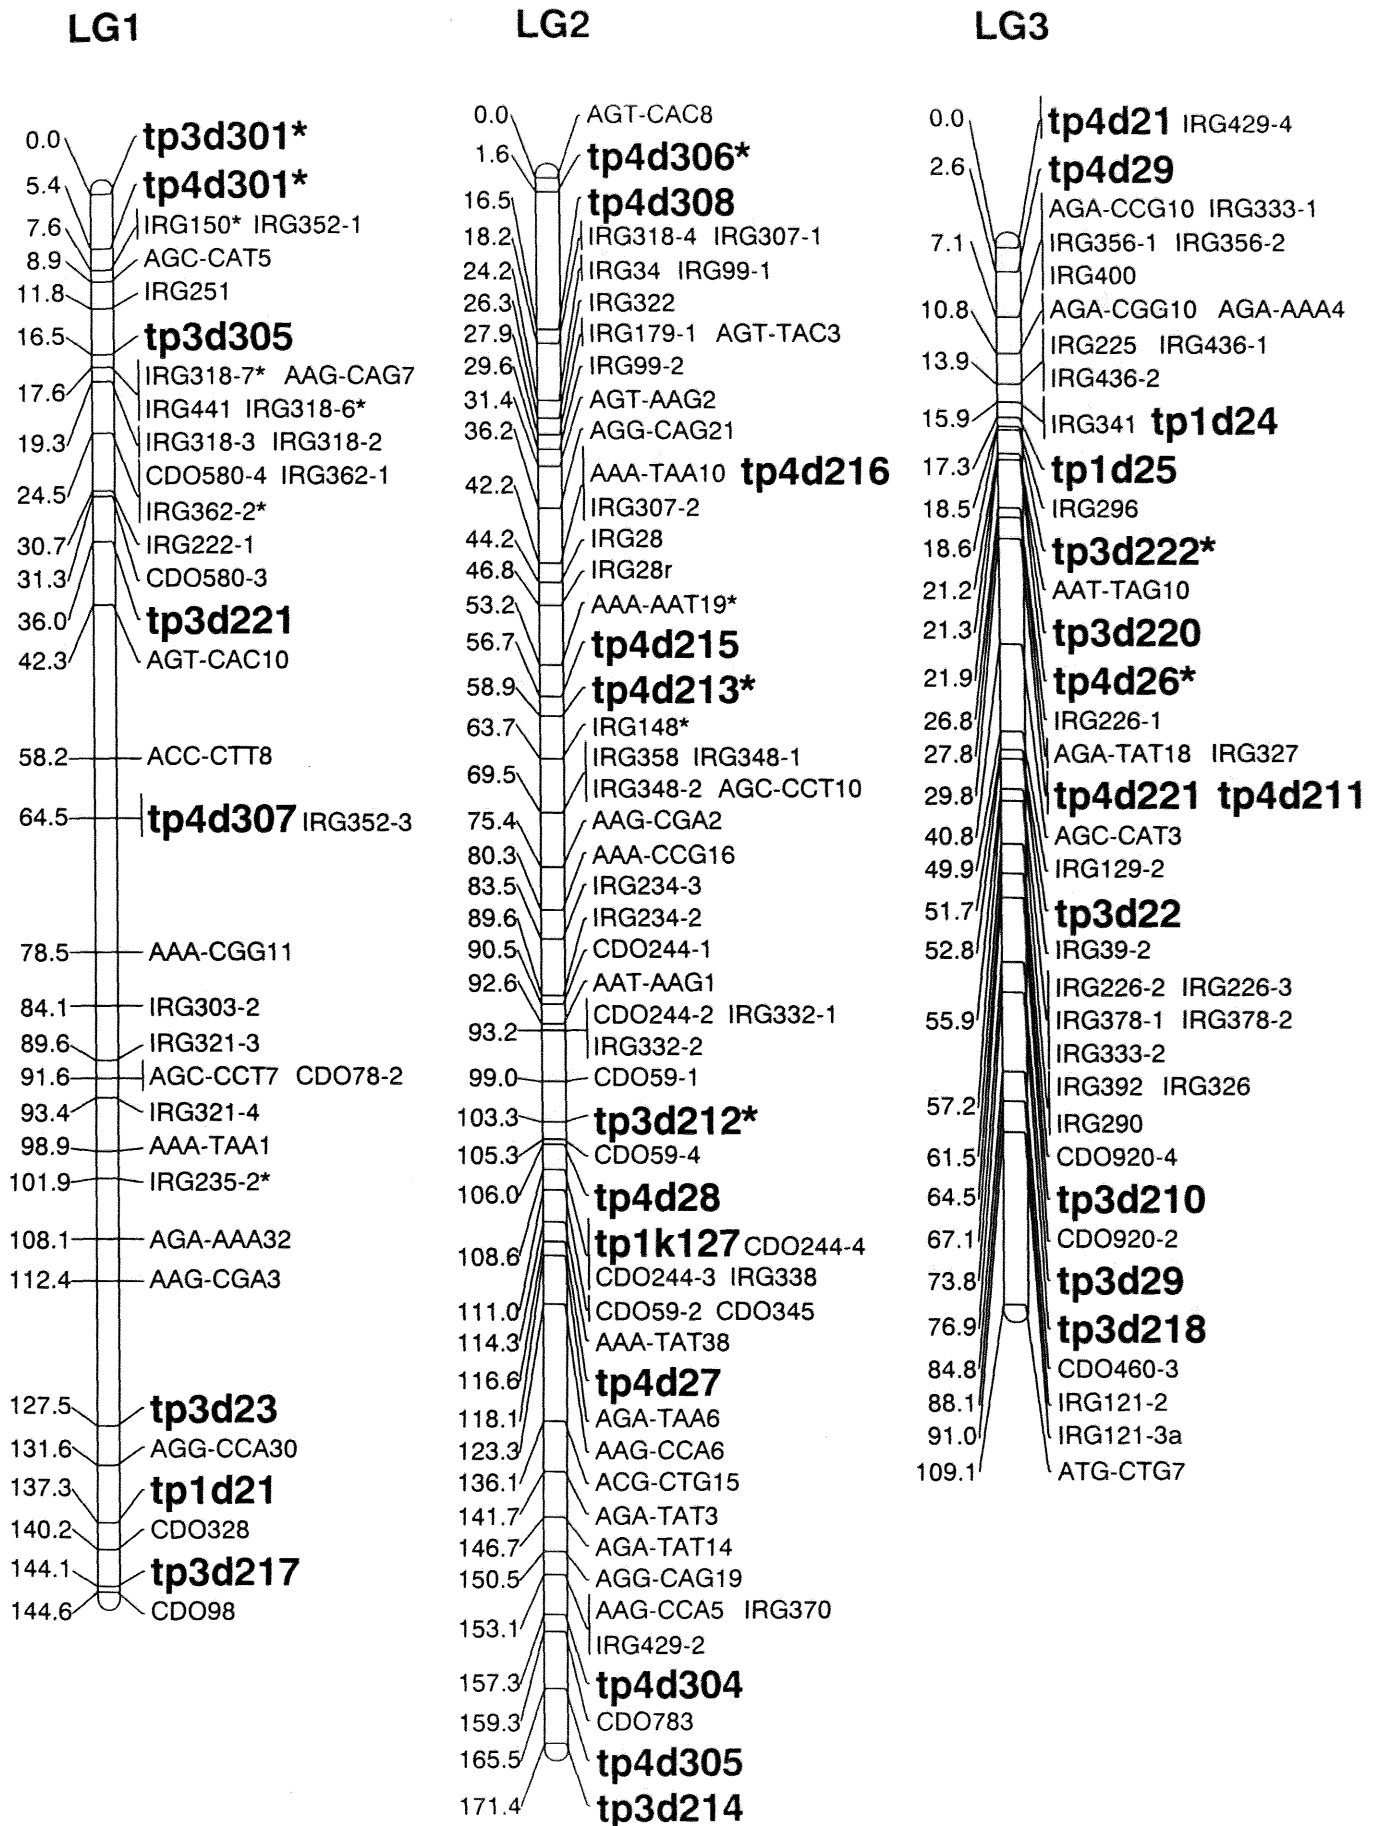 LG1
0.0 tp3d301*
5.4 tp4d301*
7.6 IRG150* IRG352-1
8.9 AGC-CAT5
11.8 IRG251
16.5 tp3d305
17.6 IRG318-7* AAG-CAG7
IRG441 IRG318-6*
19.3 IRG318-3 IRG318-2
24.5 CDO580-4 IRG362-1
IRG362-2*
30.7 IRG222-1
31.3 CDO580-3
36.0 tp3d221
42.3 AGT-CAC10
58.2 ACC-CTT8
64.5 tp4d307 IRG352-3
78.5 AAA-CGG11
84.1 IRG303-2
89.6 IRG321-3
91.6 AGC-CCT7 CDO78-2
93.4 IRG321-4
98.9 AAA-TAA1
101.9 IRG235-2*
108.1 AGA-AAA32
112.4 AAG-CGA3
127.5 tp3d23
131.6 AGG-CCA30
137.3 tp1d21
140.2 CDO328
144.1 tp3d217
144.6 CDO98
LG2
0.0 AGT-CAC8
1.6 tp4d306*
16.5 tp4d308
18.2 IRG318-4 IRG307-1
24.2 IRG34 IRG99-1
26.3 IRG322
27.9 IRG179-1 AGT-TAC3
29.6 IRG99-2
31.4 AGT-AAG2
36.2 AGG-CAG21
42.2 AAA-TAA10 tp4d216
IRG307-2
44.2 IRG28
46.8 IRG28r
53.2 AAA-AAT19*
56.7 tp4d215
58.9 tp4d213*
63.7 IRG148*
69.5 IRG358 IRG348-1
IRG348-2 AGC-CCT10
75.4 AAG-CGA2
80.3 AAA-CCG16
83.5 IRG234-3
89.6 IRG234-2
90.5 CDO244-1
92.6 AAT-AAG1
93.2 CDO244-2 IRG332-1
IRG332-2
99.0 CDO59-1
103.3 tp3d212*
105.3 CDO59-4
106.0 tp4d28
108.6 tp1k127 CDO244-4
CDO244-3 IRG338
111.0 CDO59-2 CDO345
114.3 AAA-TAT38
116.6 tp4d27
118.1 AGA-TAA6
123.3 AAG-CCA6
136.1 ACG-CTG15
141.7 AGA-TAT3
146.7 AGA-TAT14
150.5 AGG-CAG19
153.1 AAG-CCA5 IRG370
IRG429-2
157.3 tp4d304
159.3 CDO783
165.5 tp4d305
171.4 tp3d214
LG3
0.0 tp4d21 IRG429-4
2.6 tp4d29
7.1 AGA-CCG10 IRG333-1
IRG356-1 IRG356-2
IRG400
10.8 AGA-CGG10 AGA-AAA4
13.9 IRG225 IRG436-1
IRG436-2
15.9 IRG341 tp1d24
17.3 tp1d25
18.5 IRG296
18.6 tp3d222*
21.2 AAT-TAG10
21.3 tp3d220
21.9 tp4d26*
26.8 IRG226-1
27.8 AGA-TAT18 IRG327
29.8 tp4d221 tp4d211
40.8 AGC-CAT3
49.9 IRG129-2
51.7 tp3d22
52.8 IRG39-2
55.9 IRG226-2 IRG226-3
IRG378-1 IRG378-2
IRG333-2
57.2 IRG392 IRG326
IRG290
61.5 CDO920-4
64.5 tp3d210
67.1 CDO920-2
73.8 tp3d29
76.9 tp3d218
84.8 CDO460-3
88.1 IRG121-2
91.0 IRG121-3a
109.1 ATG-CTG7